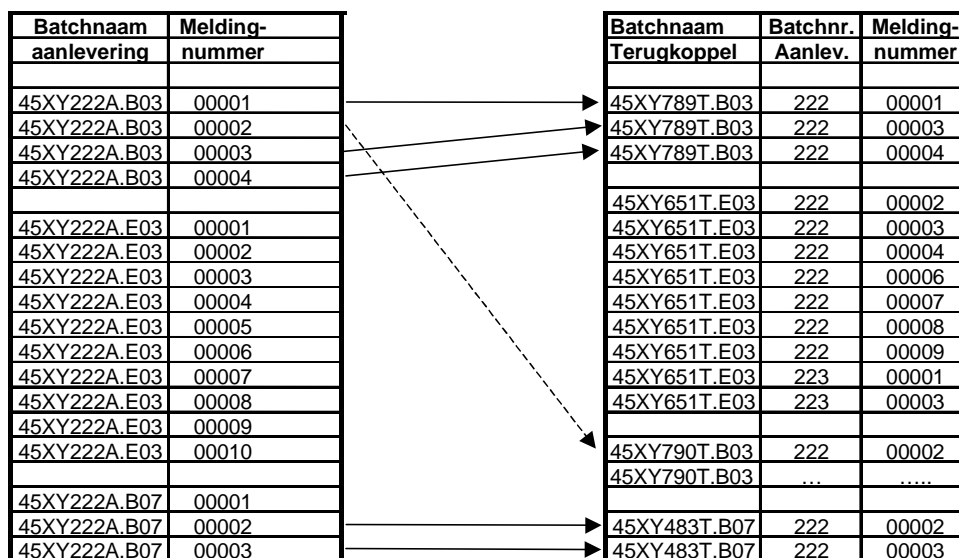 Batchnaam Melding-
aanlevering nummer
45XY222A.B03 00001
45XY222A.B03 00002
45XY222A.B03 00003
45XY222A.B03 00004
45XY222A.E03 00001
45XY222A.E03 00002
45XY222A.E03 00003
45XY222A.E03 00004
45XY222A.E03 00005
45XY222A.E03 00006
45XY222A.E03 00007
45XY222A.E03 00008
45XY222A.E03 00009
45XY222A.E03 00010
45XY222A.B07 00001
45XY222A.B07 00002
45XY222A.B07 00003
Batchnaam Batchnr. Melding-
Terugkoppel Aanlev. nummer
45XY789T.B03 222 00001
45XY789T.B03 222 00003
45XY789T.B03 222 00004
45XY651T.E03 222 00002
45XY651T.E03 222 00003
45XY651T.E03 222 00004
45XY651T.E03 222 00006
45XY651T.E03 222 00007
45XY651T.E03 222 00008
45XY651T.E03 222 00009
45XY651T.E03 223 00001
45XY651T.E03 223 00003
45XY790T.B03 222 00002
45XY790T.B03 … …..
45XY483T.B07 222 00002
45XY483T.B07 222 00003